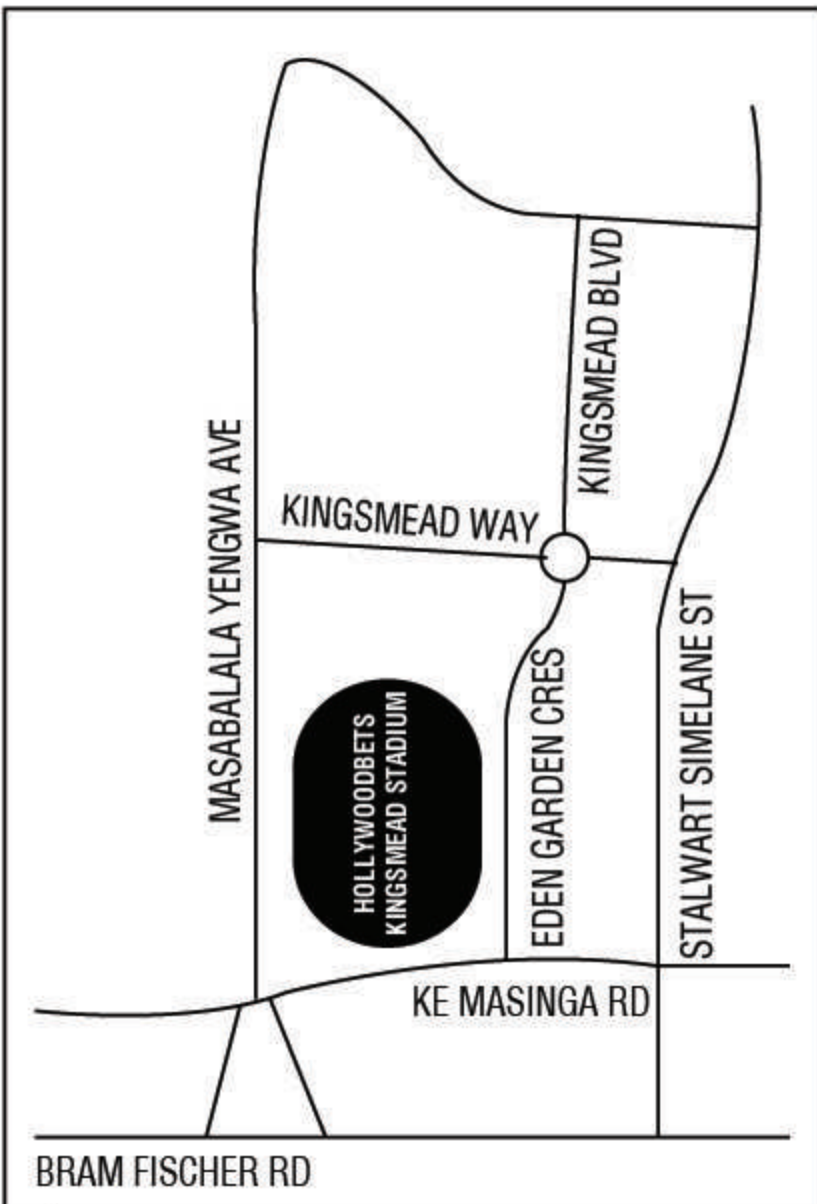 KINGSMEAD BLVD
MASABALALA YENGWA AVE
KINGSMEAD WAY
HOLLYWOODBETS
KINGSMEAD STADIUM
EDEN GARDEN CRES
STALWART SIMELANE ST
KE MASINGA RD
BRAM FISCHER RD